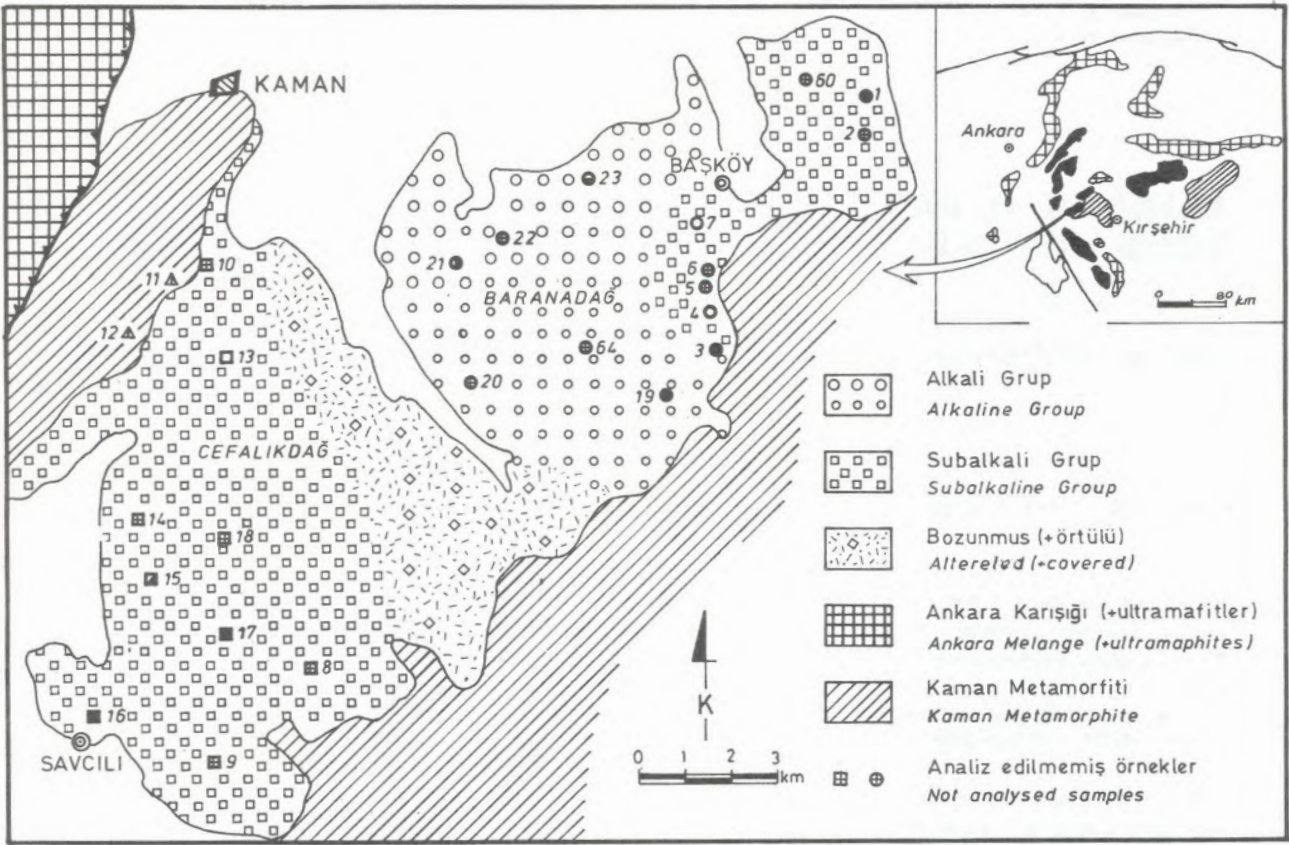 KAMAN
60
1
2
BAŞKÖY
23
7
22
21
6
5
BARANADAĞ
4
64
3
20
19
10
11
12
13
CEFALIKDAĞ
14
18
15
17
8
16
SAVCILI
9
K
0 1 2 3
km
Ankara
Kırşehir
0 80 km
Alkali Grup
Alkaline Group
Subalkali Grup
Subalkaline Group
Bozunmus (+örtülü)
Altereled (+covered)
Ankara Karışığı (+ultramafitler)
Ankara Melange (+ultramaphites)
Kaman Metamorfiti
Kaman Metamorphite
Analiz edilmemiş örnekler
Not analysed samples